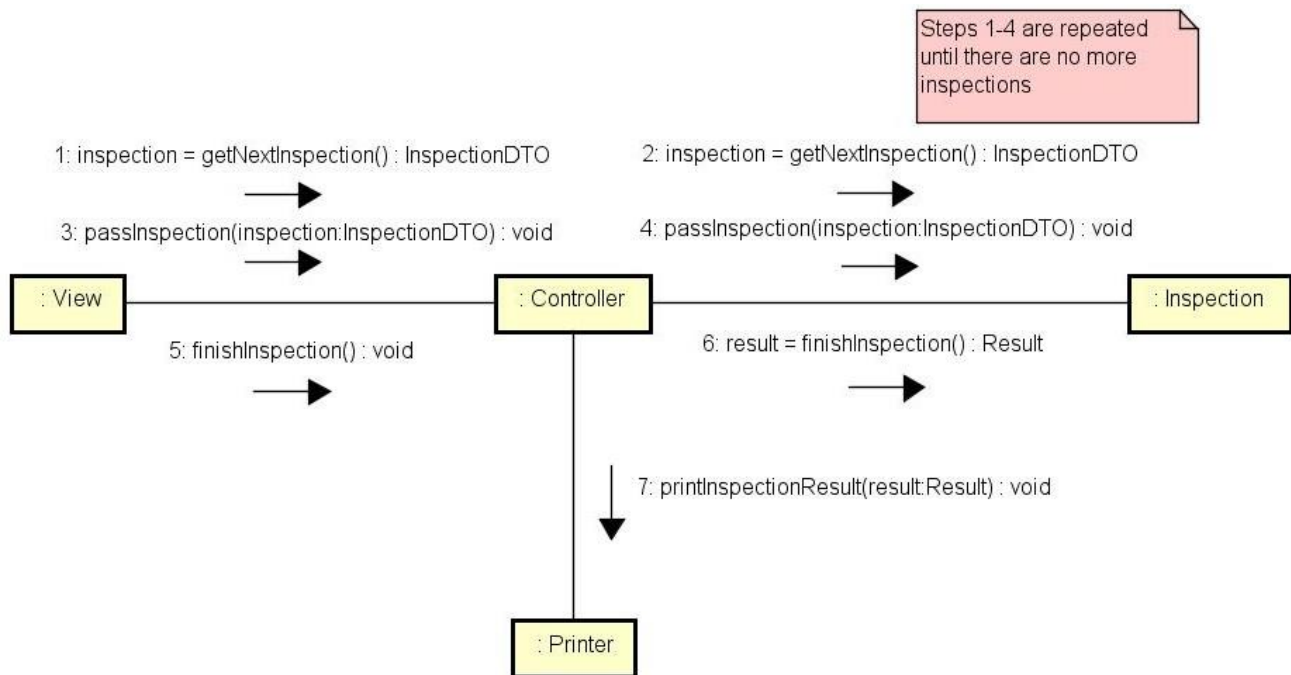 Steps 1-4 are repeated
until there are no more
inspections
1: inspection = getNextInspection() : InspectionDTO
2: inspection = getNextInspection() : InspectionDTO
3: passInspection(inspection:InspectionDTO) : void
4: passInspection(inspection:InspectionDTO) : void
: View
: Controller
: Inspection
5: finishInspection() : void
6: result = finishInspection() : Result
7: printInspectionResult(result:Result) : void
: Printer